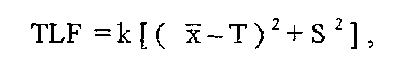 TLF = k [ ( x̅ – T )² + S² ] ,